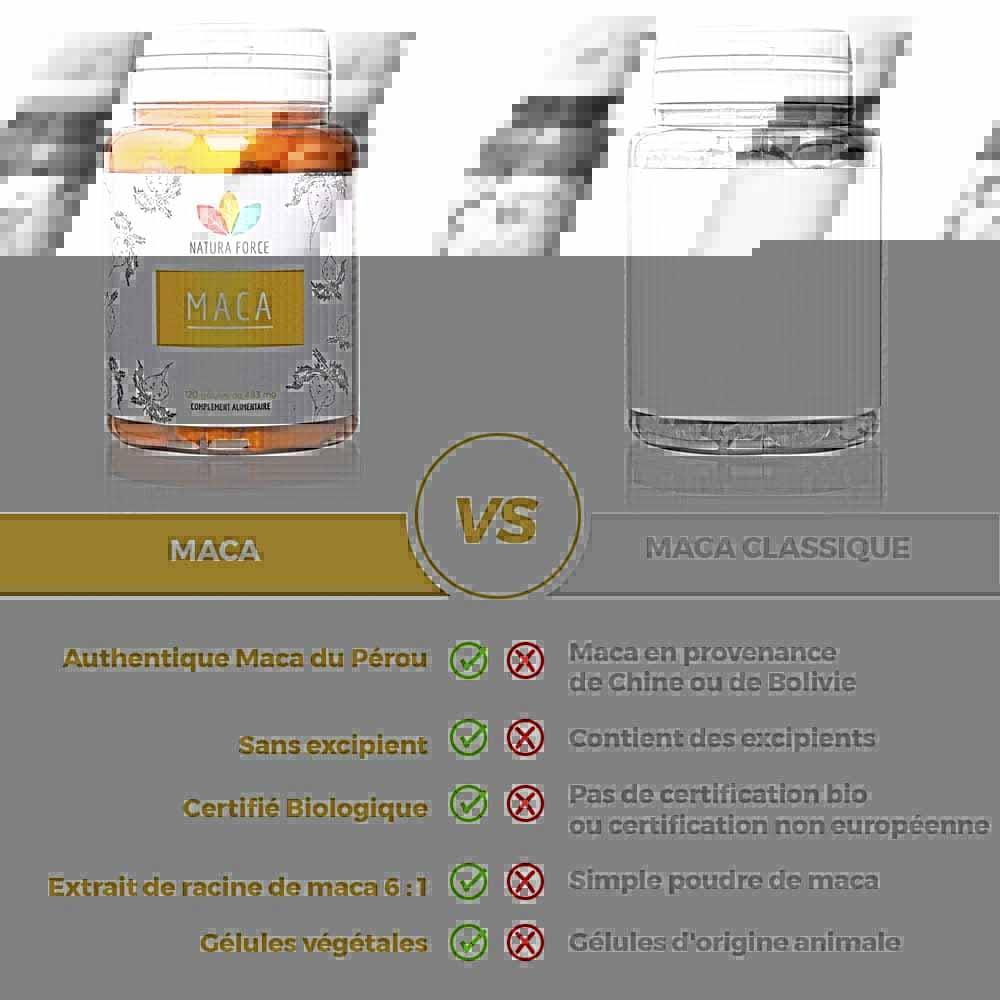 NATURA FORCE
MACA
120 gélules de 493 mg
COMPLÉMENT ALIMENTAIRE
VS
MACA
MACA CLASSIQUE
Authentique Maca du Pérou
Maca en provenance
de Chine ou de Bolivie
Sans excipient
Contient des excipients
Certifié Biologique
Pas de certification bio
ou certification non européenne
Extrait de racine de maca 6 : 1
Simple poudre de maca
Gélules végétales
Gélules d'origine animale